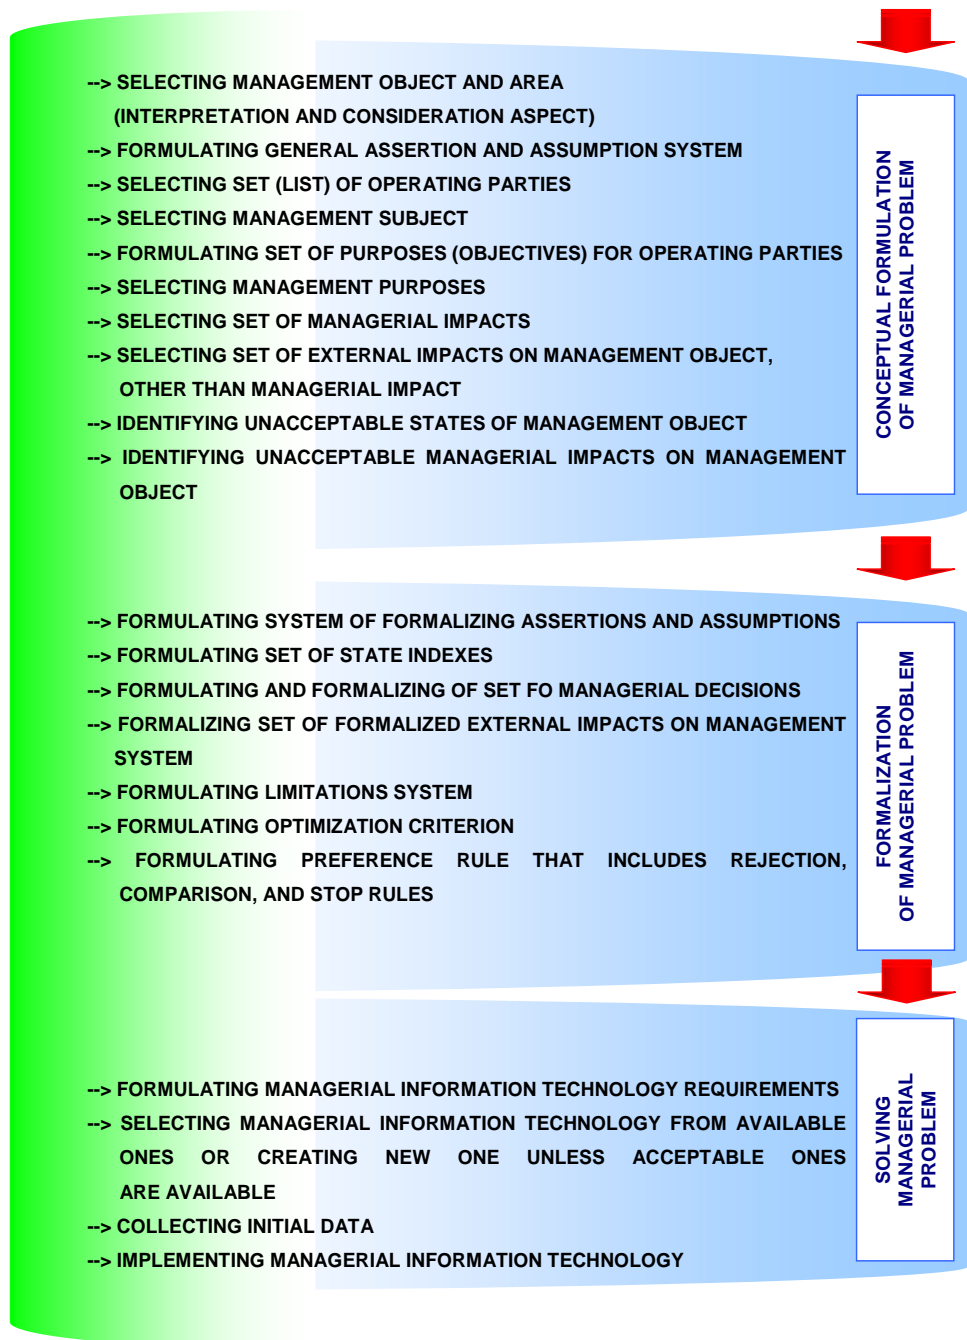 --> SELECTING MANAGEMENT OBJECT AND AREA
(INTERPRETATION AND CONSIDERATION ASPECT)
--> FORMULATING GENERAL ASSERTION AND ASSUMPTION SYSTEM
--> SELECTING SET (LIST) OF OPERATING PARTIES
--> SELECTING MANAGEMENT SUBJECT
--> FORMULATING SET OF PURPOSES (OBJECTIVES) FOR OPERATING PARTIES
--> SELECTING MANAGEMENT PURPOSES
--> SELECTING SET OF MANAGERIAL IMPACTS
--> SELECTING SET OF EXTERNAL IMPACTS ON MANAGEMENT OBJECT,
OTHER THAN MANAGERIAL IMPACT
--> IDENTIFYING UNACCEPTABLE STATES OF MANAGEMENT OBJECT
--> IDENTIFYING UNACCEPTABLE MANAGERIAL IMPACTS ON MANAGEMENT
OBJECT
CONCEPTUAL FORMULATION
OF MANAGERIAL PROBLEM
--> FORMULATING SYSTEM OF FORMALIZING ASSERTIONS AND ASSUMPTIONS
--> FORMULATING SET OF STATE INDEXES
--> FORMULATING AND FORMALIZING OF SET FO MANAGERIAL DECISIONS
--> FORMALIZING SET OF FORMALIZED EXTERNAL IMPACTS ON MANAGEMENT
SYSTEM
--> FORMULATING LIMITATIONS SYSTEM
--> FORMULATING OPTIMIZATION CRITERION
--> FORMULATING PREFERENCE RULE THAT INCLUDES REJECTION,
COMPARISON, AND STOP RULES
FORMALIZATION
OF MANAGERIAL PROBLEM
--> FORMULATING MANAGERIAL INFORMATION TECHNOLOGY REQUIREMENTS
--> SELECTING MANAGERIAL INFORMATION TECHNOLOGY FROM AVAILABLE
ONES OR CREATING NEW ONE UNLESS ACCEPTABLE ONES
ARE AVAILABLE
--> COLLECTING INITIAL DATA
--> IMPLEMENTING MANAGERIAL INFORMATION TECHNOLOGY
SOLVING
MANAGERIAL
PROBLEM